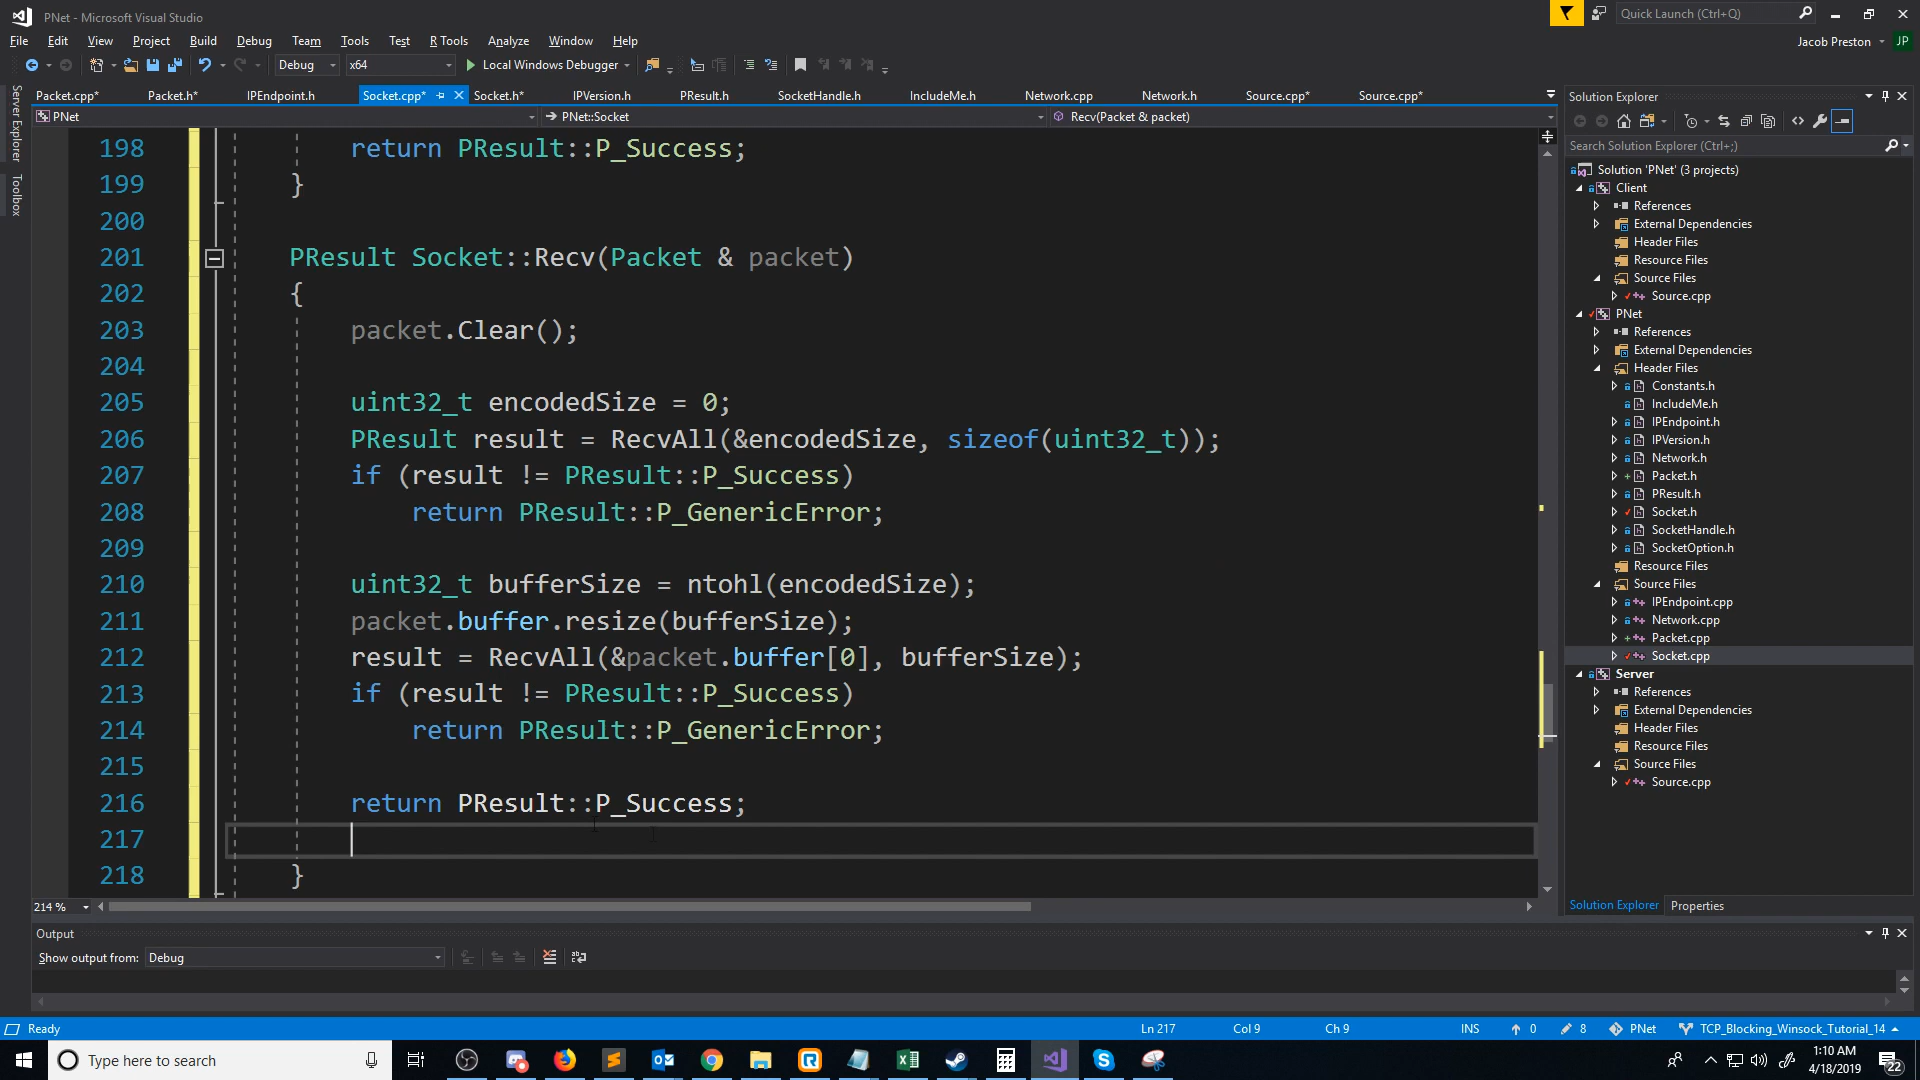 PNet - Microsoft Visual Studio
Quick Launch (Ctrl+Q)
File Edit View Project Build Debug Team Tools Test R Tools Analyze Window Help
Jacob Preston JP
Debug x64 Local Windows Debugger
Server Explorer
Toolbox
Packet.cpp* Packet.h* IPEndpoint.h Socket.cpp* Socket.h* IPVersion.h PResult.h SocketHandle.h IncludeMe.h Network.cpp Network.h Source.cpp* Source.cpp*
PNet PNet::Socket Recv(Packet & packet)
198 return PResult::P_Success;
199 }
200
201 PResult Socket::Recv(Packet & packet)
202 {
203 packet.Clear();
204
205 uint32_t encodedSize = 0;
206 PResult result = RecvAll(&encodedSize, sizeof(uint32_t));
207 if (result != PResult::P_Success)
208 return PResult::P_GenericError;
209
210 uint32_t bufferSize = ntohl(encodedSize);
211 packet.buffer.resize(bufferSize);
212 result = RecvAll(&packet.buffer[0], bufferSize);
213 if (result != PResult::P_Success)
214 return PResult::P_GenericError;
215
216 return PResult::P_Success;
217
218 }
214 %
Solution Explorer
Search Solution Explorer (Ctrl+;)
Solution 'PNet' (3 projects)
Client
References
External Dependencies
Header Files
Resource Files
Source Files
Source.cpp
PNet
References
External Dependencies
Header Files
Constants.h
IncludeMe.h
IPEndpoint.h
IPVersion.h
Network.h
Packet.h
PResult.h
Socket.h
SocketHandle.h
SocketOption.h
Resource Files
Source Files
IPEndpoint.cpp
Network.cpp
Packet.cpp
Socket.cpp
Server
References
External Dependencies
Header Files
Resource Files
Source Files
Source.cpp
Solution Explorer Properties
Output
Show output from: Debug
Ready Ln 217 Col 9 Ch 9 INS 0 8 PNet TCP_Blocking_Winsock_Tutorial_14
Type here to search
1:10 AM
4/18/2019
22